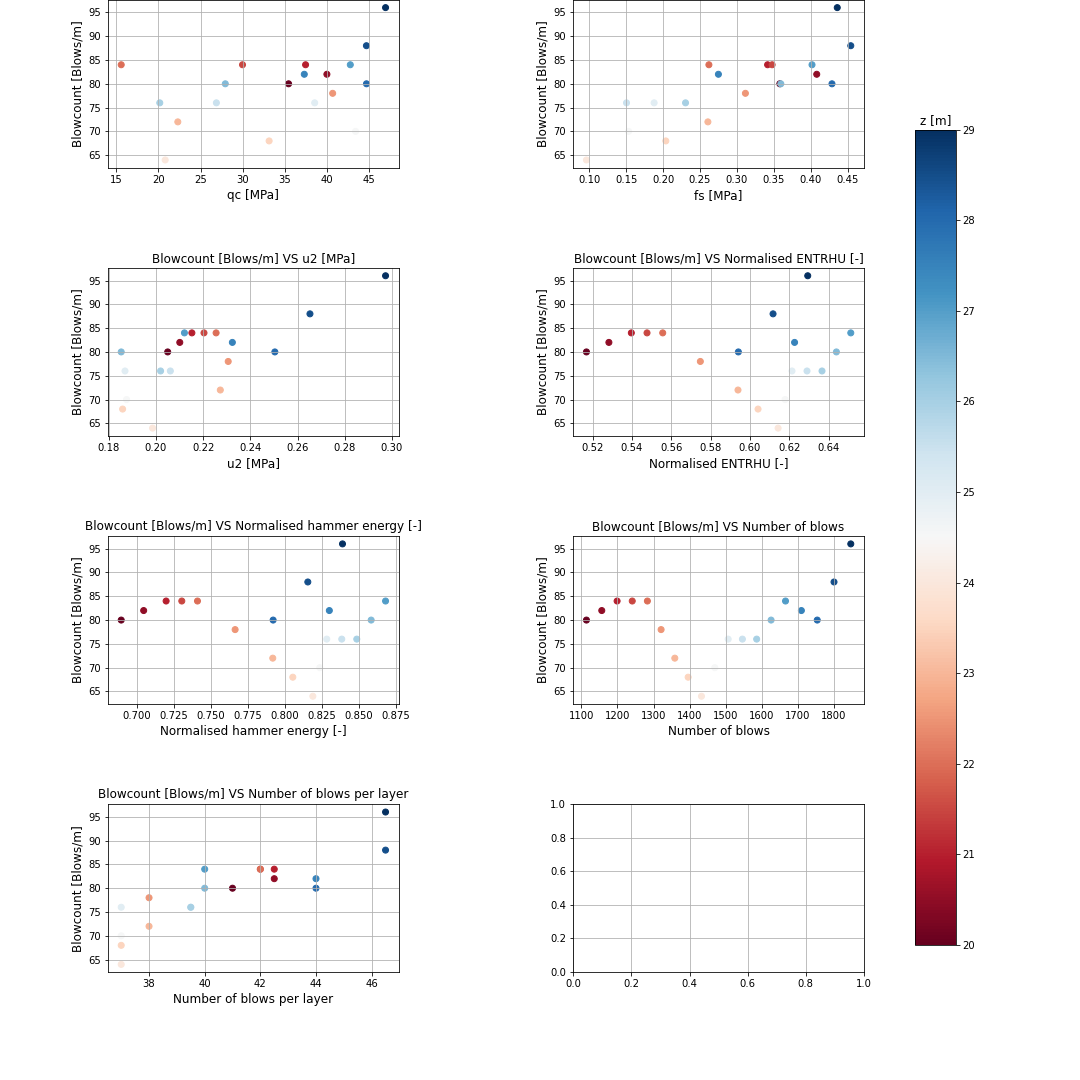 95
90
85
80
75
70
65
Blowcount [Blows/m]
15 20 25 30 35 40 45
qc [MPa]
95
90
85
80
75
70
65
Blowcount [Blows/m]
0.10 0.15 0.20 0.25 0.30 0.35 0.40 0.45
fs [MPa]
Blowcount [Blows/m] VS u2 [MPa]
95
90
85
80
75
70
65
Blowcount [Blows/m]
0.18 0.20 0.22 0.24 0.26 0.28 0.30
u2 [MPa]
Blowcount [Blows/m] VS Normalised ENTRHU [-]
95
90
85
80
75
70
65
Blowcount [Blows/m]
0.52 0.54 0.56 0.58 0.60 0.62 0.64
Normalised ENTRHU [-]
Blowcount [Blows/m] VS Normalised hammer energy [-]
95
90
85
80
75
70
65
Blowcount [Blows/m]
0.700 0.725 0.750 0.775 0.800 0.825 0.850 0.875
Normalised hammer energy [-]
Blowcount [Blows/m] VS Number of blows
95
90
85
80
75
70
65
Blowcount [Blows/m]
1100 1200 1300 1400 1500 1600 1700 1800
Number of blows
Blowcount [Blows/m] VS Number of blows per layer
95
90
85
80
75
70
65
Blowcount [Blows/m]
38 40 42 44 46
Number of blows per layer
1.0
0.8
0.6
0.4
0.2
0.0
0.0 0.2 0.4 0.6 0.8 1.0
z [m]
29
28
27
26
25
24
23
22
21
20